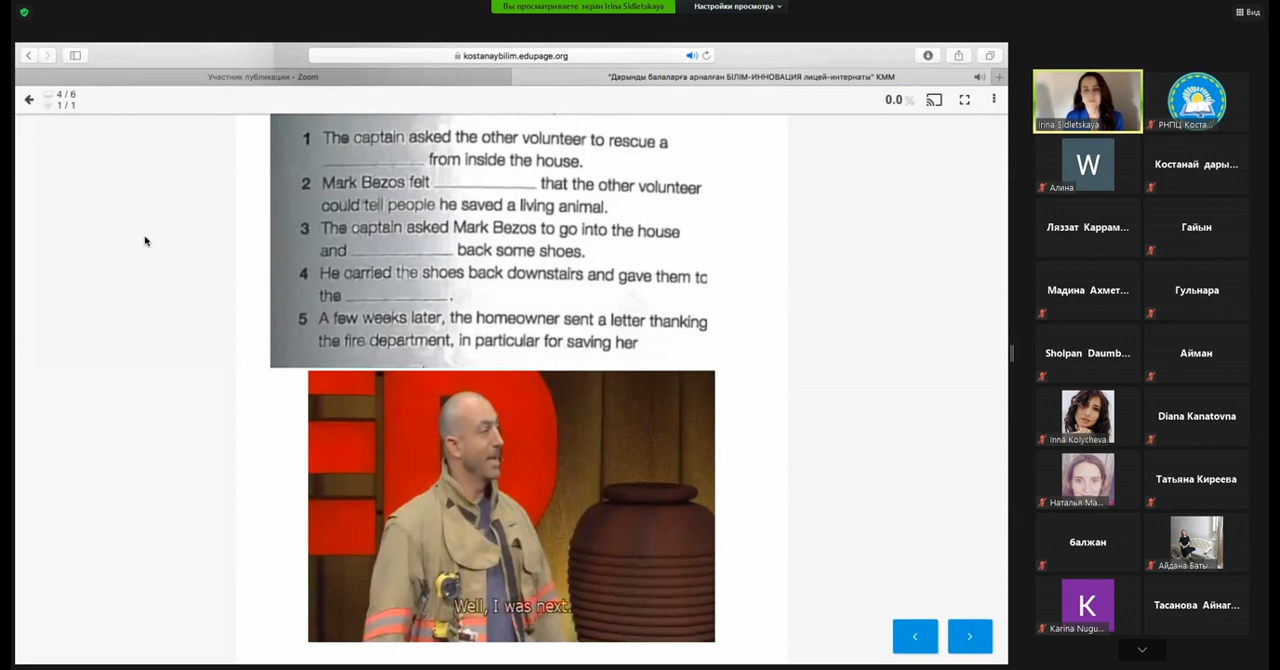 Вы просматриваете экран Irina Sidletskaya
Настройки просмотра
Вид
kostanaybilim.edupage.org
Участник публикации – Zoom
"Дарынды балаларға арналған БІЛІМ-ИННОВАЦИЯ лицей-интернаты" КММ
4 / 6
1 / 1
0.0 %
1 The captain asked the other volunteer to rescue a
____________ from inside the house.
2 Mark Bezos felt ____________ that the other volunteer
could tell people he saved a living animal.
3 The captain asked Mark Bezos to go into the house
and ____________ back some shoes.
4 He carried the shoes back downstairs and gave them to
the ____________ .
5 A few weeks later, the homeowner sent a letter thanking
the fire department, in particular for saving her
Well, I was next.
Irina Sidletskaya
РНПЦ Коста...
W
Алина
Костанай дары...
Ляззат Каррам...
Гайын
Мадина Ахмет...
Гульнара
Sholpan Daumb...
Айман
Inna Kolycheva
Diana Kanatovna
Наталья Ма...
Татьяна Киреева
балжан
Айдана Баты
K
Karina Nugu...
Тасанова Айнаг...